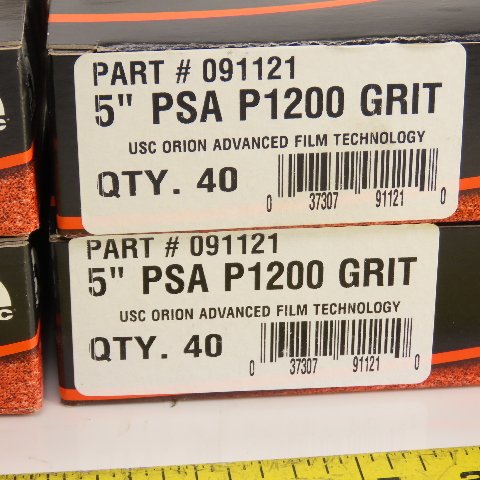 PART # 091121
5" PSA P1200 GRIT
USC ORION ADVANCED FILM TECHNOLOGY
QTY. 40
0 37307 91121 0
PART # 091121
5" PSA P1200 GRIT
USC ORION ADVANCED FILM TECHNOLOGY
QTY. 40
0 37307 91121 0